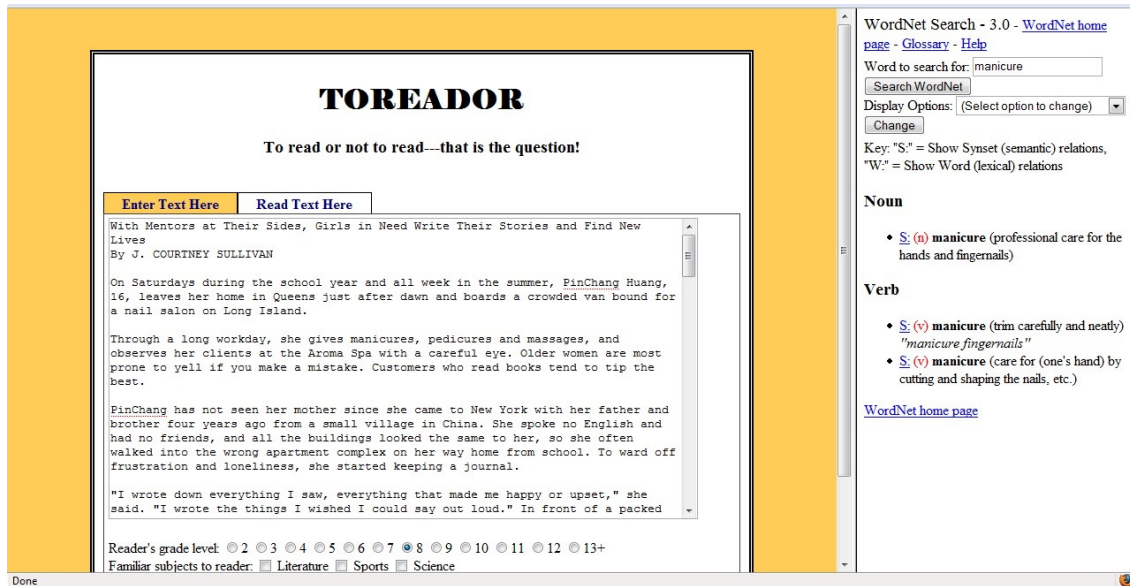 TOREADOR
To read or not to read---that is the question!
Enter Text Here Read Text Here
With Mentors at Their Sides, Girls in Need Write Their Stories and Find New
Lives
By J. COURTNEY SULLIVAN
On Saturdays during the school year and all week in the summer, PinChang Huang,
16, leaves her home in Queens just after dawn and boards a crowded van bound for
a nail salon on Long Island.
Through a long workday, she gives manicures, pedicures and massages, and
observes her clients at the Aroma Spa with a careful eye. Older women are most
prone to yell if you make a mistake. Customers who read books tend to tip the
best.
PinChang has not seen her mother since she came to New York with her father and
brother four years ago from a small village in China. She spoke no English and
had no friends, and all the buildings looked the same to her, so she often
walked into the wrong apartment complex on her way home from school. To ward off
frustration and loneliness, she started keeping a journal.
"I wrote down everything I saw, everything that made me happy or upset," she
said. "I wrote the things I wished I could say out loud." In front of a packed
Reader's grade level: 2 3 4 5 6 7 8 9 10 11 12 13+
Familiar subjects to reader: Literature Sports Science
Done
WordNet Search - 3.0 - WordNet home
page - Glossary - Help
Word to search for: manicure
Search WordNet
Display Options: (Select option to change)
Change
Key: "S:" = Show Synset (semantic) relations,
"W:" = Show Word (lexical) relations
Noun
• S: (n) manicure (professional care for the
hands and fingernails)
Verb
• S: (v) manicure (trim carefully and neatly)
"manicure fingernails"
• S: (v) manicure (care for (one's hand) by
cutting and shaping the nails, etc.)
WordNet home page